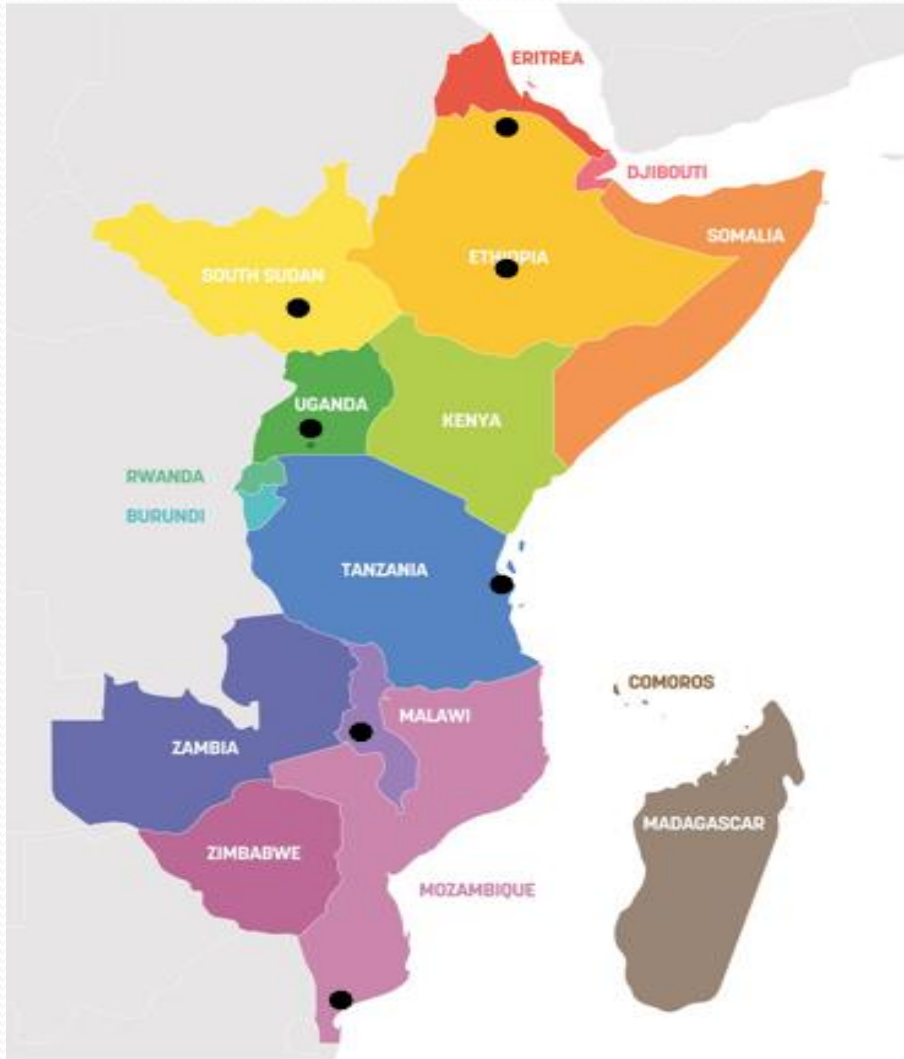 ERITREA
DJIBOUTI
SOMALIA
ETHIOPIA
SOUTH SUDAN
UGANDA
KENYA
RWANDA
BURUNDI
TANZANIA
COMOROS
MALAWI
ZAMBIA
MADAGASCAR
ZIMBABWE
MOZAMBIQUE